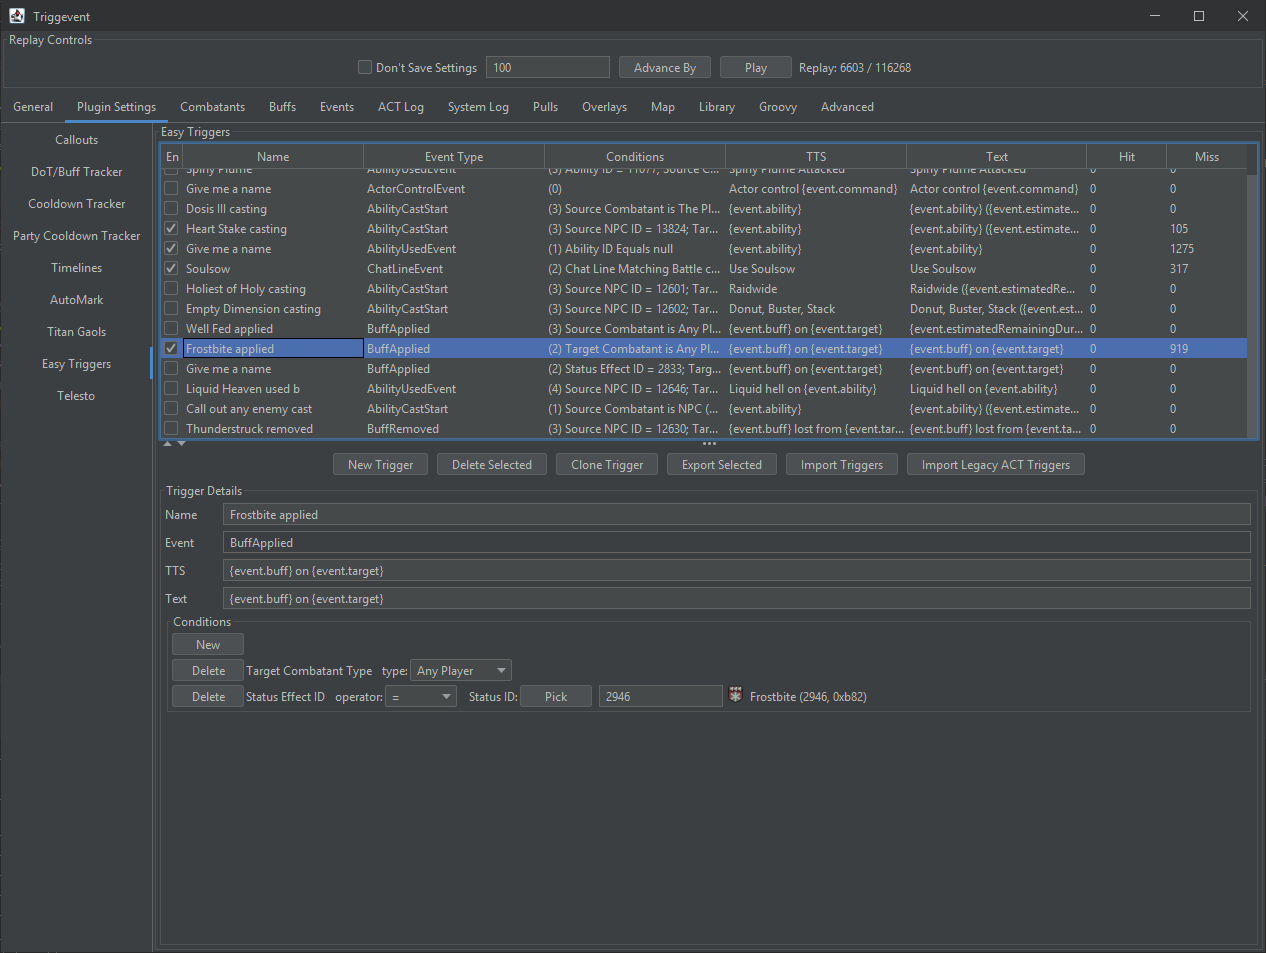 Triggevent
Replay Controls
Don't Save Settings 100 Advance By Play Replay: 6603 / 116268
General Plugin Settings Combatants Buffs Events ACT Log System Log Pulls Overlays Map Library Groovy Advanced
Callouts
DoT/Buff Tracker
Cooldown Tracker
Party Cooldown Tracker
Timelines
AutoMark
Titan Gaols
Easy Triggers
Telesto
Easy Triggers
En Name Event Type Conditions TTS Text Hit Miss
Spiny Plume AbilityUsedEvent (3) Ability ID = 11077; Source C... Spiny Plume Attacked Spiny Plume Attacked 0 0
Give me a name ActorControlEvent (0) Actor control {event.command} Actor control {event.command} 0 0
Dosis III casting AbilityCastStart (3) Source Combatant is The Pl... {event.ability} {event.ability} ({event.estimate... 0 0
Heart Stake casting AbilityCastStart (3) Source NPC ID = 13824; Tar... {event.ability} {event.ability} ({event.estimate... 0 105
Give me a name AbilityUsedEvent (1) Ability ID Equals null {event.ability} {event.ability} 0 1275
Soulsow ChatLineEvent (2) Chat Line Matching Battle c... Use Soulsow Use Soulsow 0 317
Holiest of Holy casting AbilityCastStart (3) Source NPC ID = 12601; Tar... Raidwide Raidwide ({event.estimatedRe... 0 0
Empty Dimension casting AbilityCastStart (3) Source NPC ID = 12602; Tar... Donut, Buster, Stack Donut, Buster, Stack ({event.est... 0 0
Well Fed applied BuffApplied (3) Source Combatant is Any Pl... {event.buff} on {event.target} {event.estimatedRemainingDur... 0 0
Frostbite applied BuffApplied (2) Target Combatant is Any Pl... {event.buff} on {event.target} {event.buff} on {event.target} 0 919
Give me a name BuffApplied (2) Status Effect ID = 2833; Targ... {event.buff} on {event.target} {event.buff} on {event.target} 0 0
Liquid Heaven used b AbilityUsedEvent (4) Source NPC ID = 12646; Tar... Liquid hell on {event.ability} Liquid hell on {event.ability} 0 0
Call out any enemy cast AbilityCastStart (1) Source Combatant is NPC (... {event.ability} {event.ability} ({event.estimate... 0 0
Thunderstruck removed BuffRemoved (3) Source NPC ID = 12630; Tar... {event.buff} lost from {event.tar... {event.buff} lost from {event.ta... 0 0
New Trigger Delete Selected Clone Trigger Export Selected Import Triggers Import Legacy ACT Triggers
Trigger Details
Name Frostbite applied
Event BuffApplied
TTS {event.buff} on {event.target}
Text {event.buff} on {event.target}
Conditions
New
Delete Target Combatant Type type: Any Player
Delete Status Effect ID operator: = Status ID: Pick 2946 Frostbite (2946, 0xb82)